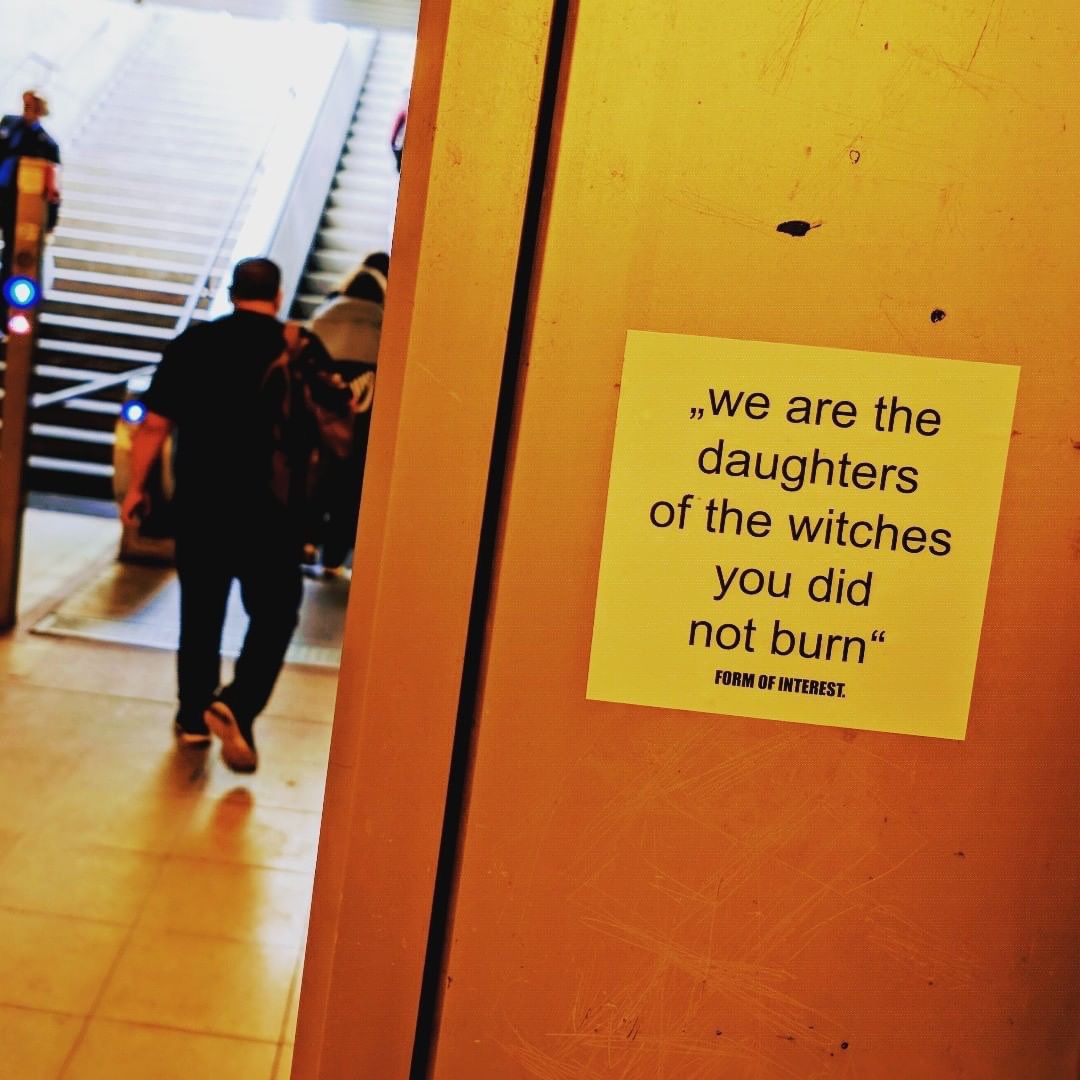 „we are the
daughters
of the witches
you did
not burn“
FORM OF INTEREST.